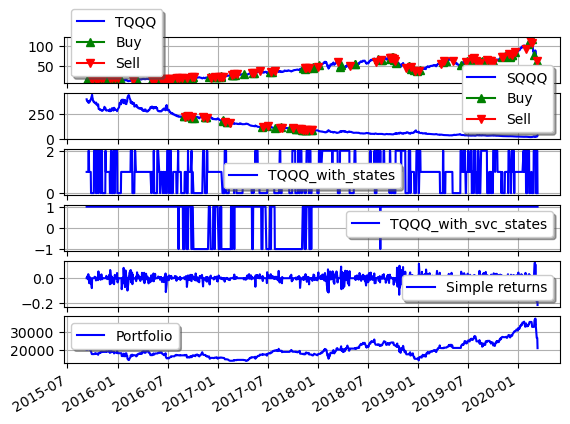 TQQQ
Buy
Sell
100
50
SQQQ
Buy
Sell
250
0
2
0
TQQQ_with_states
1
0
−1
TQQQ_with_svc_states
0.0
−0.2
Simple returns
30000
20000
Portfolio
2015-07 2016-01 2016-07 2017-01 2017-07 2018-01 2018-07 2019-01 2019-07 2020-01